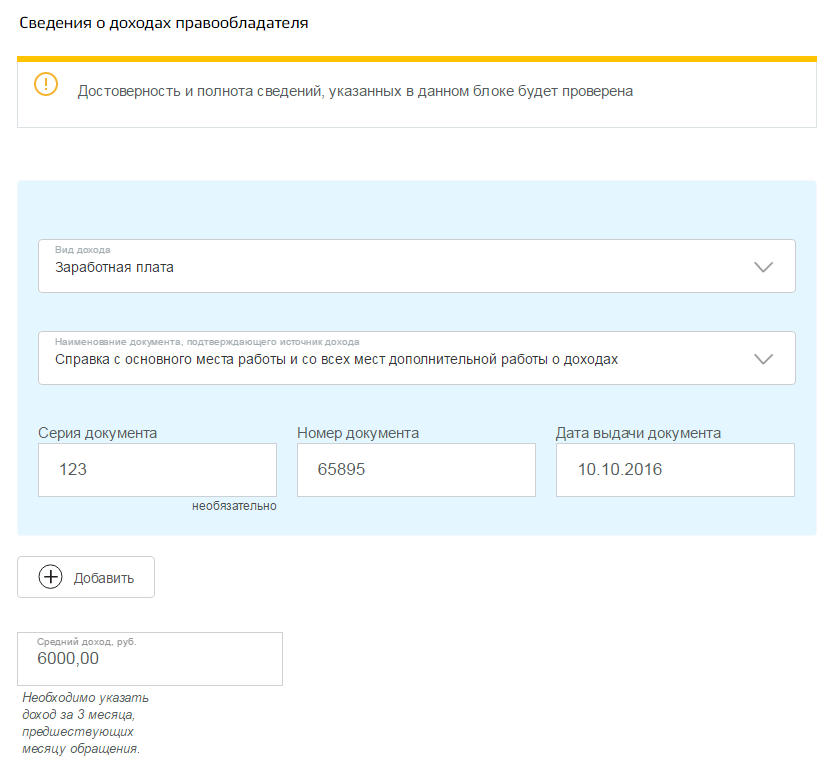 Сведения о доходах правообладателя
Достоверность и полнота сведений, указанных в данном блоке будет проверена
Вид дохода
Заработная плата
Наименование документа, подтверждающего источник дохода
Справка с основного места работы и со всех мест дополнительной работы о доходах
Серия документа Номер документа Дата выдачи документа
123 65895 10.10.2016
необязательно
Добавить
Средний доход, руб.
6000,00
Необходимо указать
доход за 3 месяца,
предшествующих
месяцу обращения.